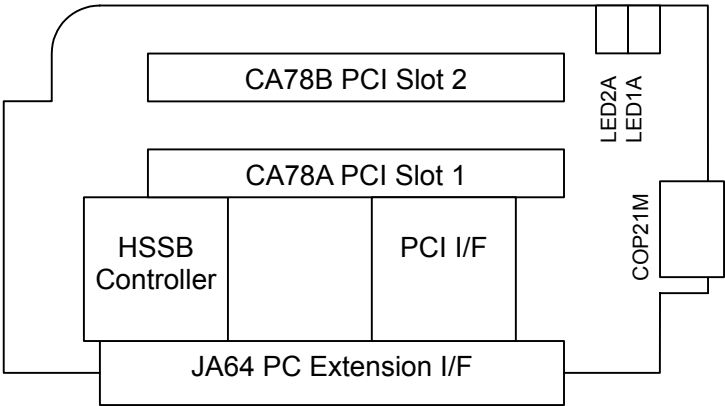 CA78B PCI Slot 2
LED2A
LED1A
CA78A PCI Slot 1
COP21M
HSSB
Controller
PCI I/F
JA64 PC Extension I/F